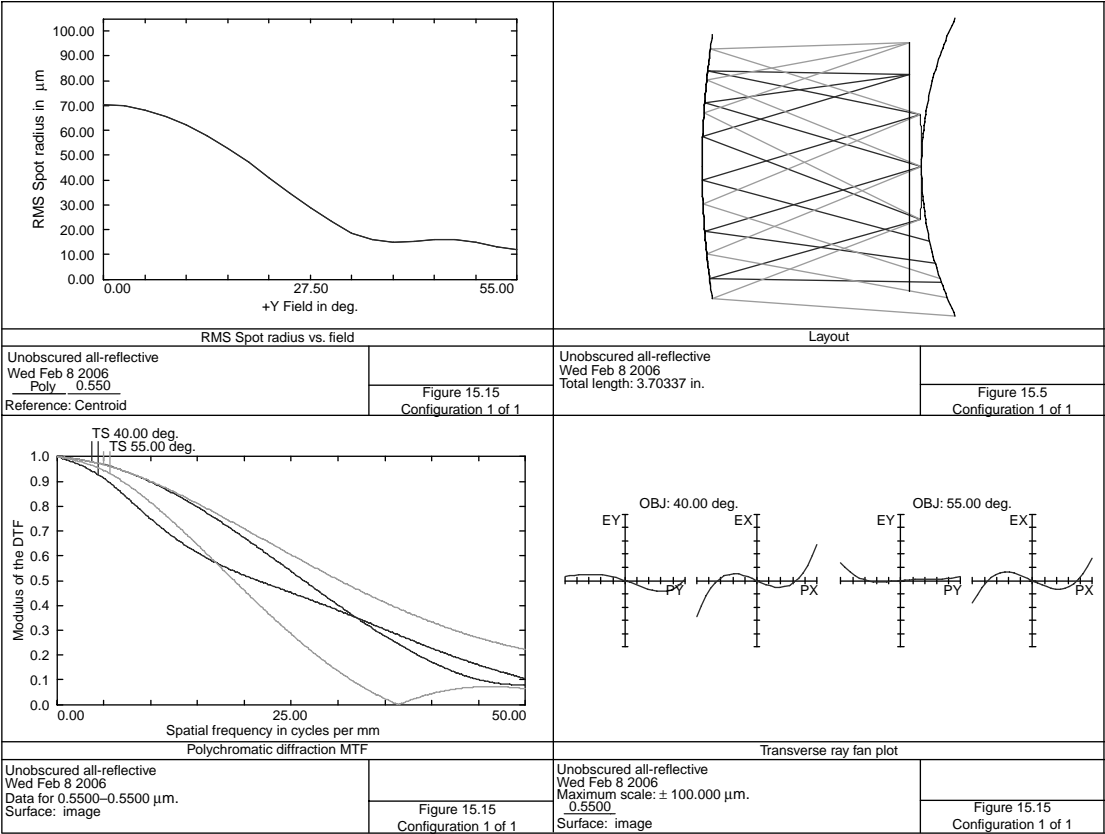 100.00
90.00
80.00
70.00
60.00
50.00
40.00
30.00
20.00
10.00
0.00
RMS Spot radius in μm
0.00 27.50 55.00
+Y Field in deg.
RMS Spot radius vs. field
Unobscured all-reflective
Wed Feb 8 2006
Poly 0.550
Reference: Centroid
Figure 15.15
Configuration 1 of 1
Layout
Unobscured all-reflective
Wed Feb 8 2006
Total length: 3.70337 in.
Figure 15.5
Configuration 1 of 1
TS 40.00 deg.
TS 55.00 deg.
1.0
0.9
0.8
0.7
0.6
0.5
0.4
0.3
0.2
0.1
0.0
Modulus of the DTF
0.00 25.00 50.00
Spatial frequency in cycles per mm
Polychromatic diffraction MTF
Unobscured all-reflective
Wed Feb 8 2006
Data for 0.5500–0.5500 μm.
Surface: image
Figure 15.15
Configuration 1 of 1
OBJ: 40.00 deg.
EY EX
PY PX
OBJ: 55.00 deg.
EY EX
PY PX
Transverse ray fan plot
Unobscured all-reflective
Wed Feb 8 2006
Maximum scale: ± 100.000 μm.
0.5500
Surface: image
Figure 15.15
Configuration 1 of 1